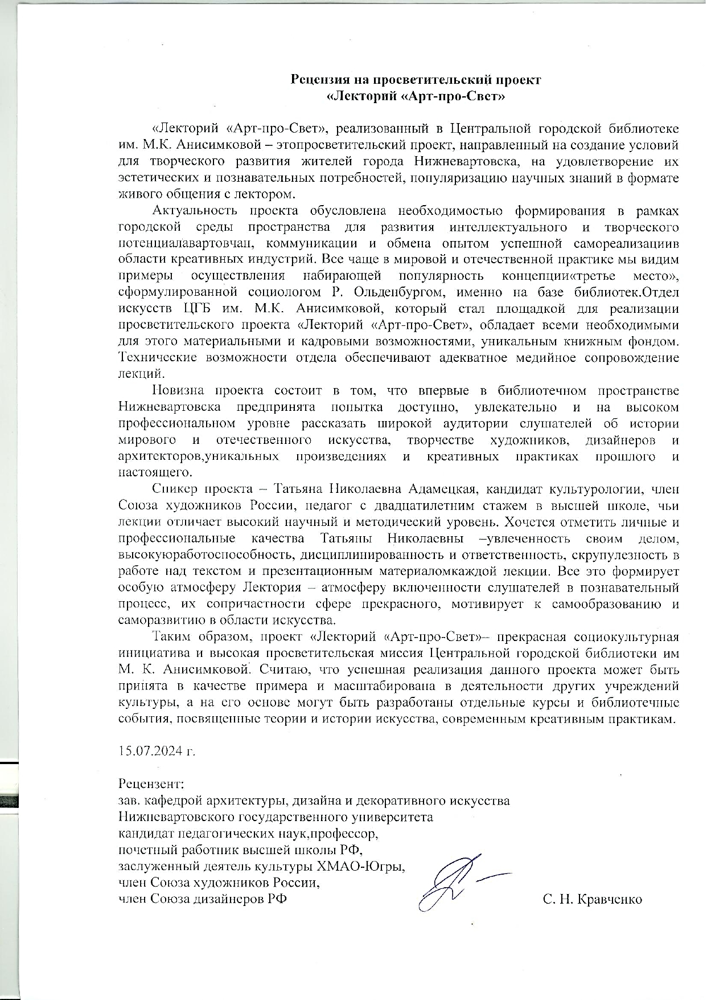 Рецензия на просветительский проект
«Лекторий «Арт-про-Свет»
«Лекторий «Арт-про-Свет», реализованный в Центральной городской библиотеке
им. М.К. Анисимковой – этопросветительский проект, направленный на создание условий
для творческого развития жителей города Нижневартовска, на удовлетворение их
эстетических и познавательных потребностей, популяризацию научных знаний в формате
живого общения с лектором.
Актуальность проекта обусловлена необходимостью формирования в рамках
городской среды пространства для развития интеллектуального и творческого
потенциалавартовчан, коммуникации и обмена опытом успешной самореализациив
области креативных индустрий. Все чаще в мировой и отечественной практике мы видим
примеры осуществления набирающей популярность концепции«третье место»,
сформулированной социологом Р. Ольденбургом, именно на базе библиотек.Отдел
искусств ЦГБ им. М.К. Анисимковой, который стал площадкой для реализации
просветительского проекта «Лекторий «Арт-про-Свет», обладает всеми необходимыми
для этого материальными и кадровыми возможностями, уникальным книжным фондом.
Технические возможности отдела обеспечивают адекватное медийное сопровождение
лекций.
Новизна проекта состоит в том, что впервые в библиотечном пространстве
Нижневартовска предпринята попытка доступно, увлекательно и на высоком
профессиональном уровне рассказать широкой аудитории слушателей об истории
мирового и отечественного искусства, творчестве художников, дизайнеров и
архитекторов,уникальных произведениях и креативных практиках прошлого и
настоящего.
Спикер проекта – Татьяна Николаевна Адамецкая, кандидат культурологии, член
Союза художников России, педагог с двадцатилетним стажем в высшей школе, чьи
лекции отличает высокий научный и методический уровень. Хочется отметить личные и
профессиональные качества Татьяны Николаевны –увлеченность своим делом,
высокуюработоспособность, дисциплинированность и ответственность, скрупулезность в
работе над текстом и презентационным материаломкаждой лекции. Все это формирует
особую атмосферу Лектория – атмосферу включенности слушателей в познавательный
процесс, их сопричастности сфере прекрасного, мотивирует к самообразованию и
саморазвитию в области искусства.
Таким образом, проект «Лекторий «Арт-про-Свет»– прекрасная социокультурная
инициатива и высокая просветительская миссия Центральной городской библиотеки им
М. К. Анисимковой. Считаю, что успешная реализация данного проекта может быть
принята в качестве примера и масштабирована в деятельности других учреждений
культуры, а на его основе могут быть разработаны отдельные курсы и библиотечные
события, посвященные теории и истории искусства, современным креативным практикам.
15.07.2024 г.
Рецензент:
зав. кафедрой архитектуры, дизайна и декоративного искусства
Нижневартовского государственного университета
кандидат педагогических наук,профессор,
почетный работник высшей школы РФ,
заслуженный деятель культуры ХМАО-Югры,
член Союза художников России,
член Союза дизайнеров РФ С. Н. Кравченко